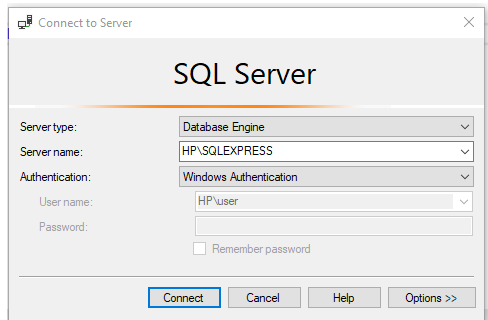 Connect to Server
SQL Server
Server type: Database Engine
Server name: HP\SQLEXPRESS
Authentication: Windows Authentication
User name: HP\user
Password:
Remember password
Connect Cancel Help Options >>